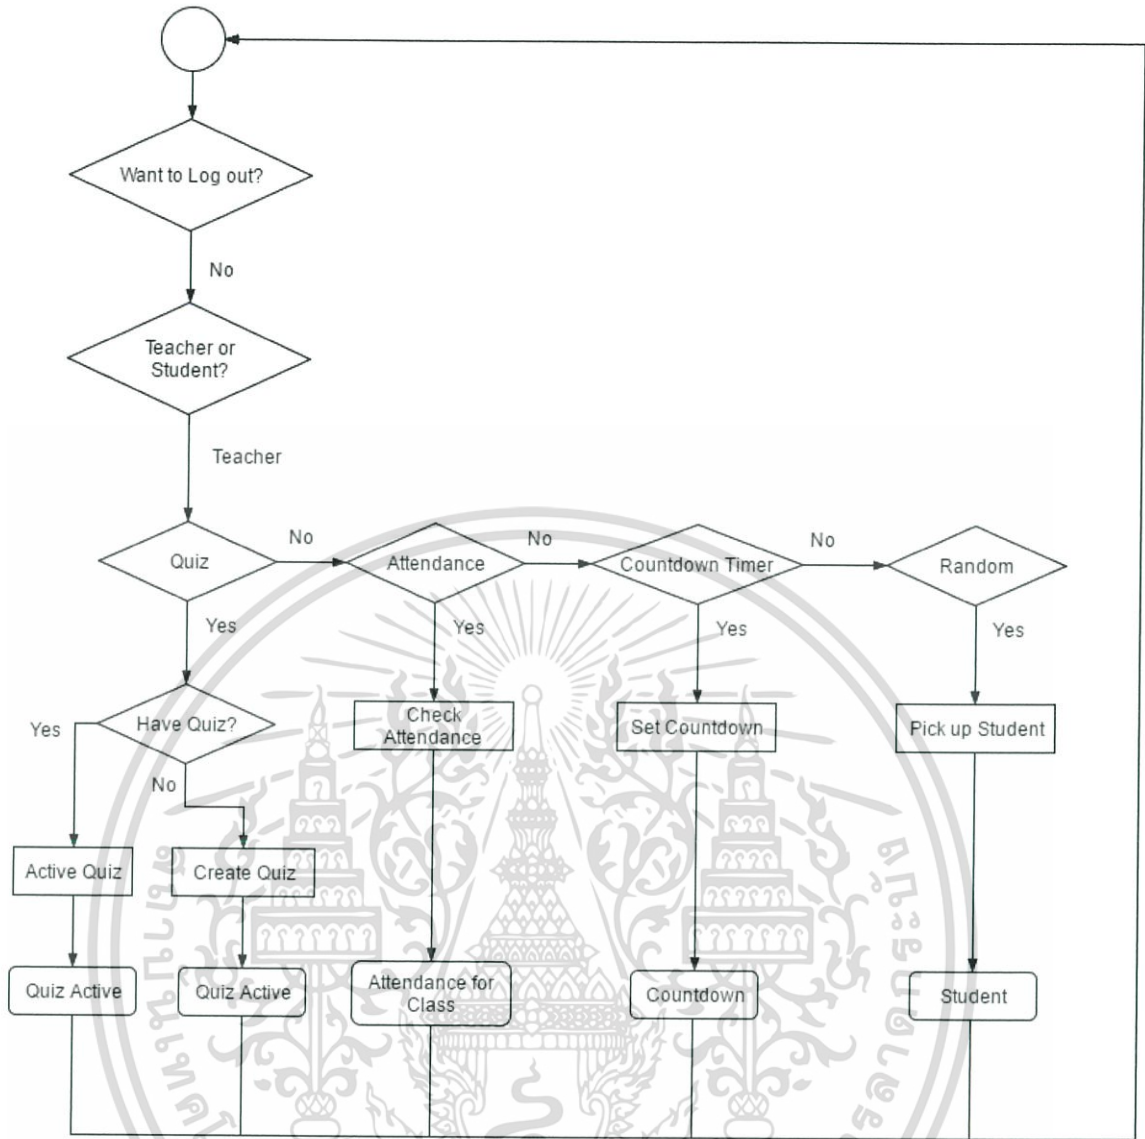 Want to Log out?
No
Teacher or
Student?
Teacher
Quiz
No
Attendance
No
Countdown Timer
No
Random
Yes
Yes
Yes
Yes
Have Quiz?
Yes
No
Check
Attendance
Set Countdown
Pick up Student
Active Quiz
Create Quiz
Quiz Active
Quiz Active
Attendance for
Class
Countdown
Student